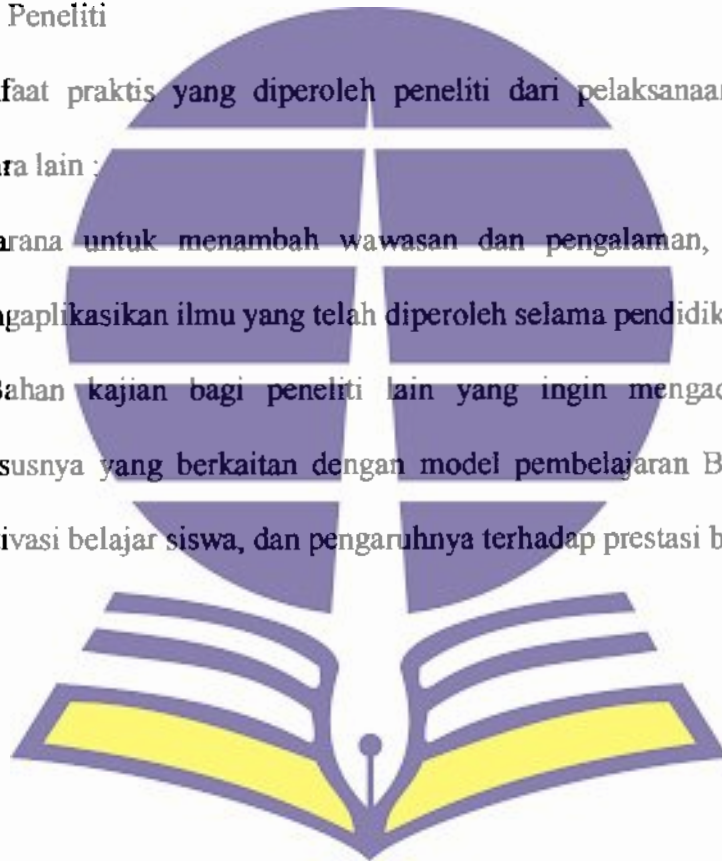 Peneliti
faat praktis yang diperoleh peneliti dari pelaksanaan
ra lain :
arana untuk menambah wawasan dan pengalaman,
gaplikasikan ilmu yang telah diperoleh selama pendidik
Bahan kajian bagi peneliti lain yang ingin mengad
susnya yang berkaitan dengan model pembelajaran B
ivasi belajar siswa, dan pengaruhnya terhadap prestasi b